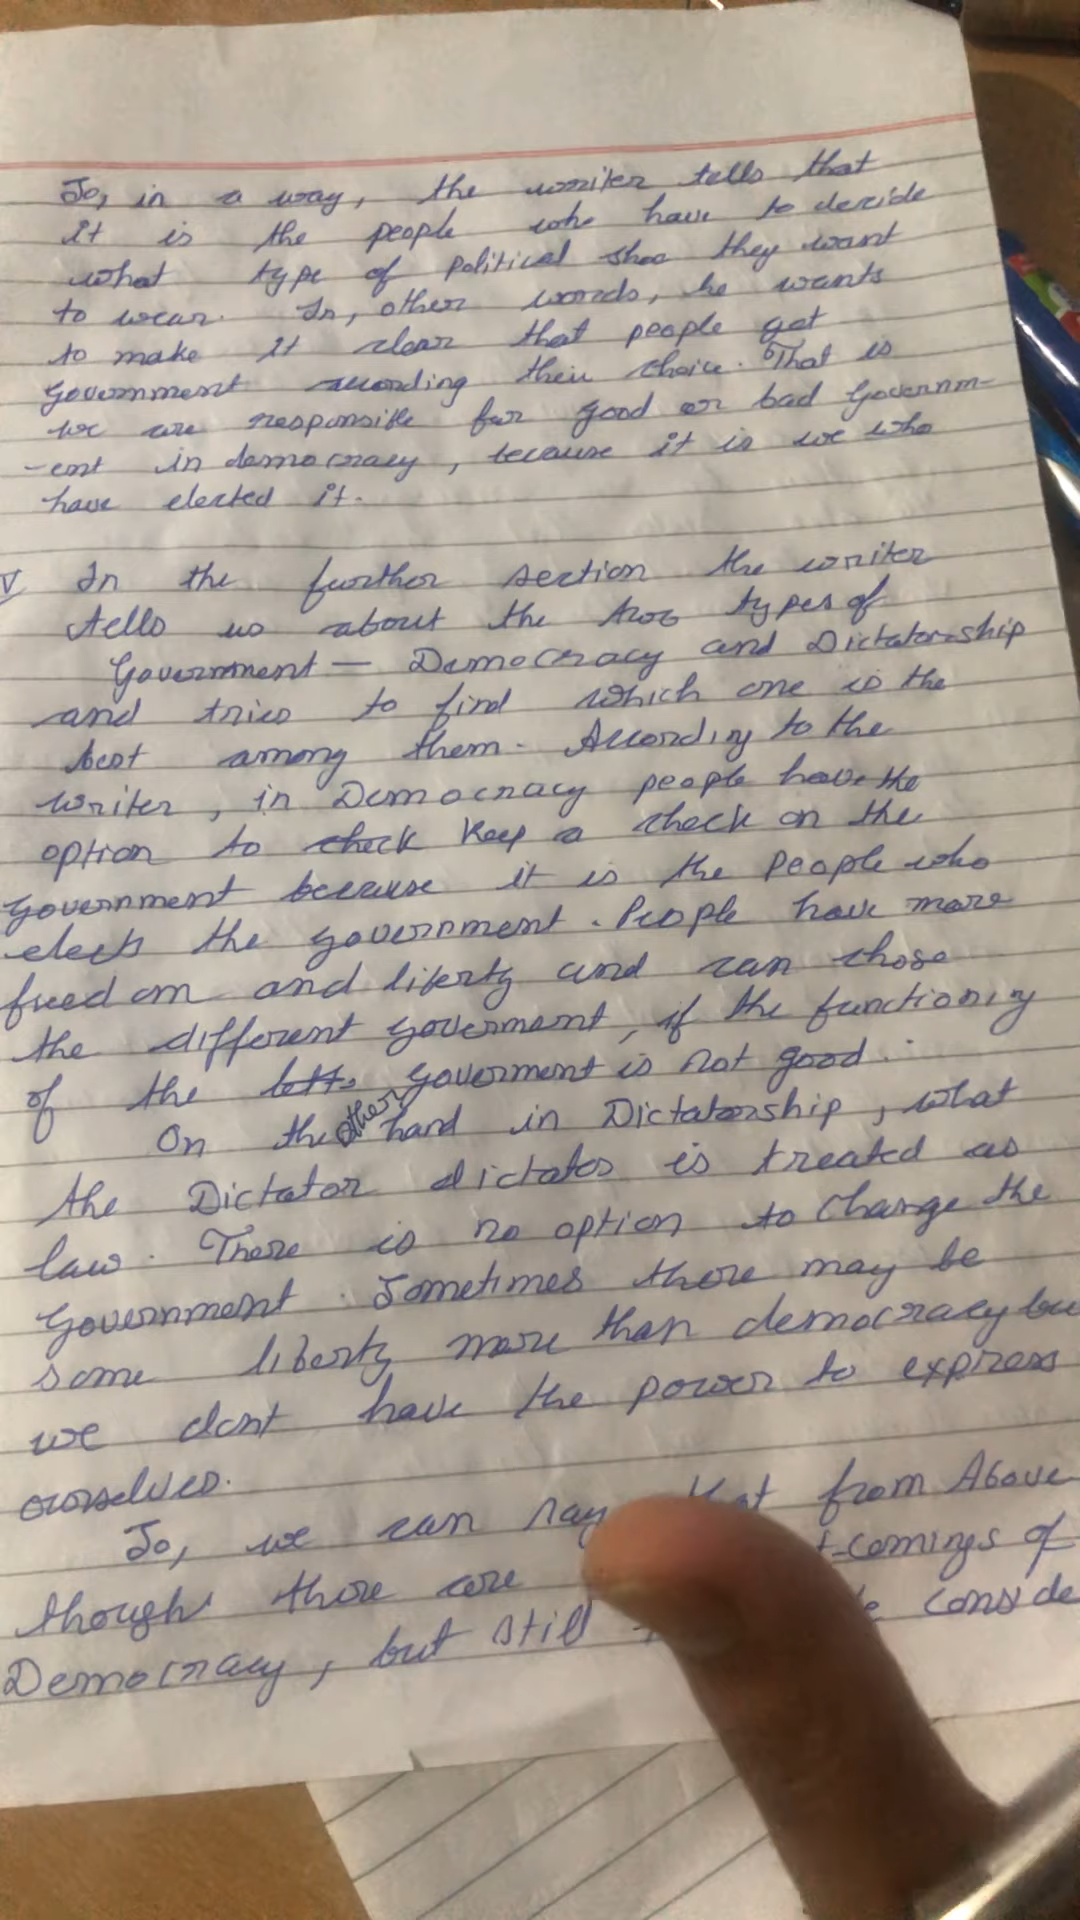 So, in a way, the writer tells that
it is the people who have to decide
what type of political shoe they want
to wear. In, other words, he wants
to make it clear that people get
Government according their choice. That is
we are responsible for good or bad Governm-
-ent in democracy, because it is we who
have elected it.
V In the further section the writer
tells us about the two types of
Government — Democracy and Dictatorship
and tries to find which one is the
best among them. According to the
writer, in Democracy people have the
option to check Keep a check on the
government because it is the people who
elects the government. People have more
freedom and liberty and can chose
the different goverment, if the functioning
of the goverment is not good.
On the other hand in Dictatorship, what
the Dictator dictates is treated as
law. There is no option to change the
Government. Sometimes there may be
some liberty more than democracy bu
we dont have the power to express
ourselves.
So, we can say that from Above
though there are t-comings of
Democracy, but still conside